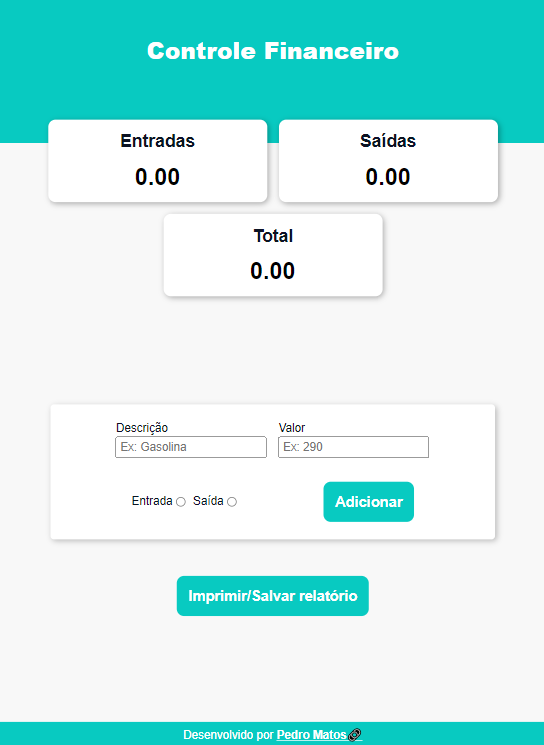 Controle Financeiro
Entradas
0.00
Saídas
0.00
Total
0.00
Descrição
Ex: Gasolina
Valor
Ex: 290
Entrada Saída
Adicionar
Imprimir/Salvar relatório
Desenvolvido por Pedro Matos